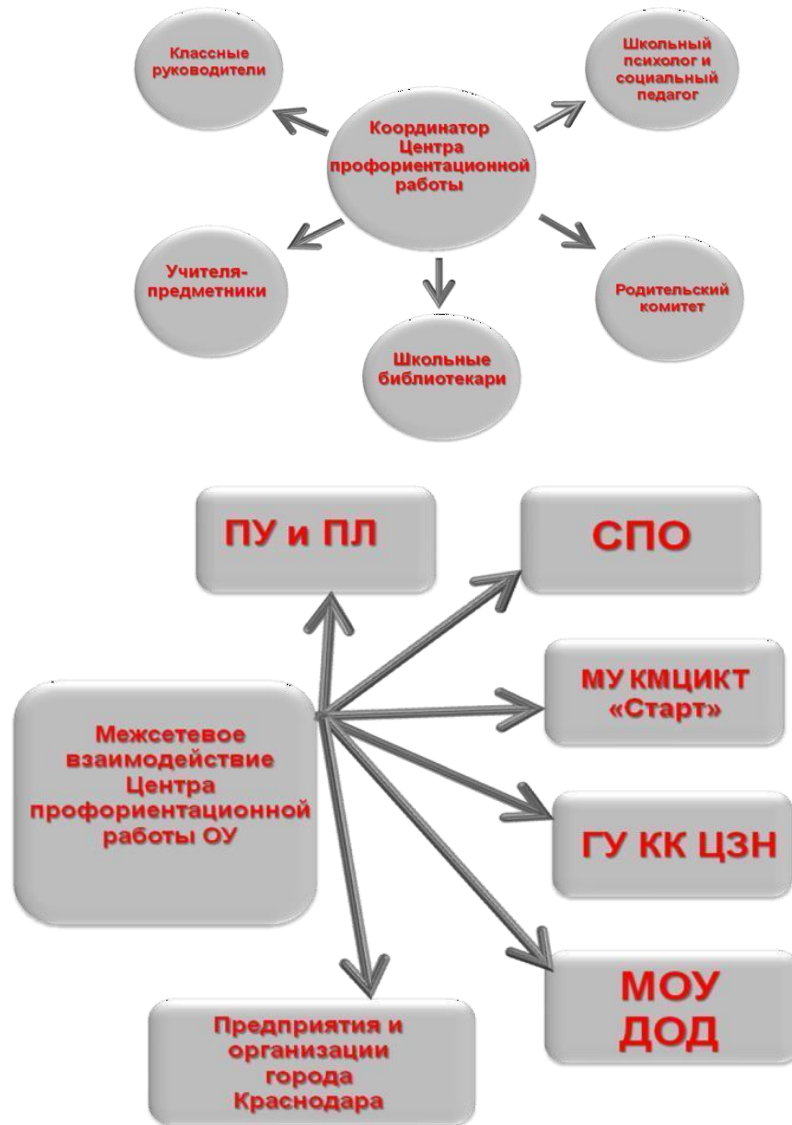 Классные
руководители
Школьный
психолог и
социальный
педагог
Координатор
Центра
профориентационной
работы
Учителя-
предметники
Родительский
комитет
Школьные
библиотекари
ПУ и ПЛ
СПО
МУ КМЦИКТ
«Старт»
Межсетевое
взаимодействие
Центра
профориентационной
работы ОУ
ГУ КК ЦЗН
МОУ
ДОД
Предприятия и
организации
города
Краснодара